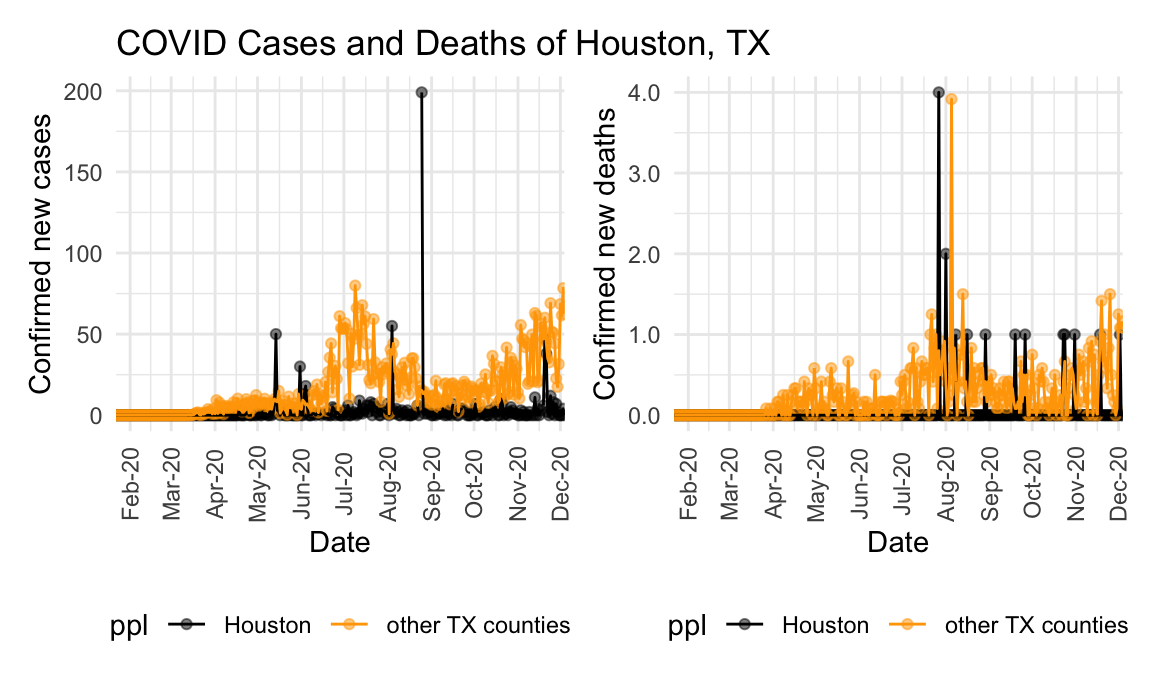 COVID Cases and Deaths of Houston, TX
Confirmed new cases
200
150
100
50
0
Feb-20
Mar-20
Apr-20
May-20
Jun-20
Jul-20
Aug-20
Sep-20
Oct-20
Nov-20
Dec-20
Date
ppl Houston other TX counties
Confirmed new deaths
4.0
3.0
2.0
1.0
0.0
Feb-20
Mar-20
Apr-20
May-20
Jun-20
Jul-20
Aug-20
Sep-20
Oct-20
Nov-20
Dec-20
Date
ppl Houston other TX counties